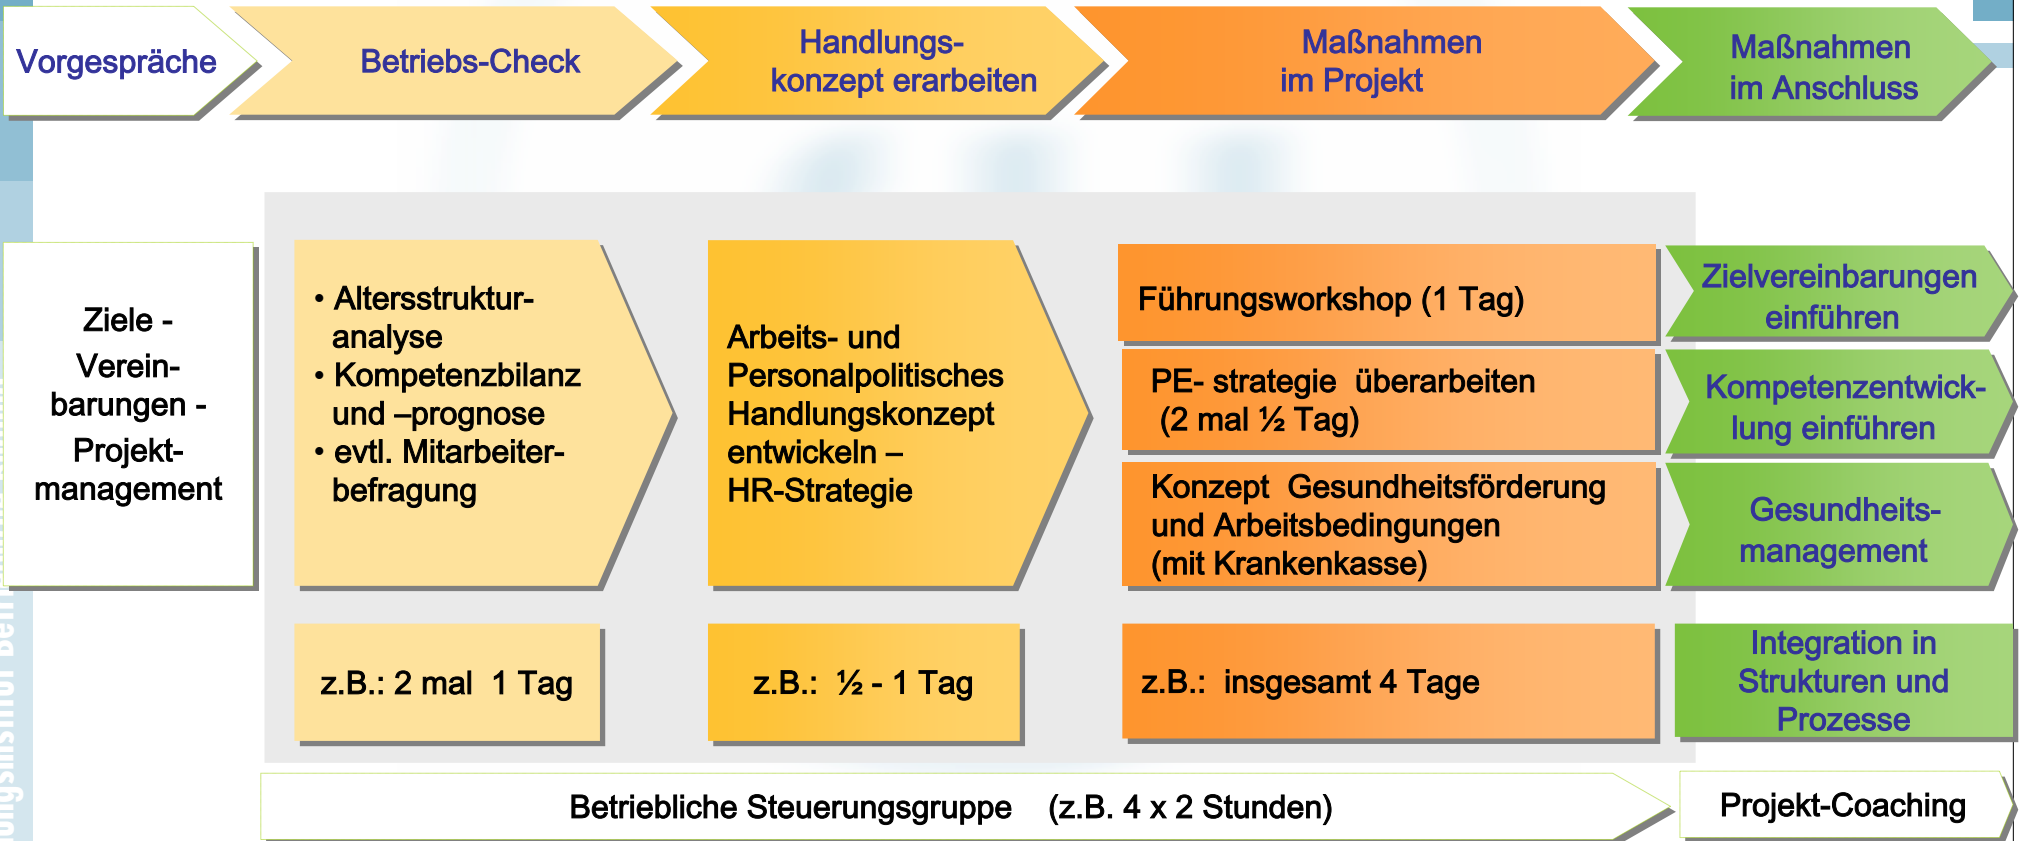 Vorgespräche
Betriebs-Check
Handlungs-
konzept erarbeiten
Maßnahmen
im Projekt
Maßnahmen
im Anschluss
Ziele -
Verein-
barungen -
Projekt-
management
• Altersstruktur-
analyse
• Kompetenzbilanz
und –prognose
• evtl. Mitarbeiter-
befragung
Arbeits- und
Personalpolitisches
Handlungskonzept
entwickeln –
HR-Strategie
Führungsworkshop (1 Tag)
PE- strategie überarbeiten
(2 mal ½ Tag)
Konzept Gesundheitsförderung
und Arbeitsbedingungen
(mit Krankenkasse)
Zielvereinbarungen
einführen
Kompetenzentwick-
lung einführen
Gesundheits-
management
z.B.: 2 mal 1 Tag
z.B.: ½ - 1 Tag
z.B.: insgesamt 4 Tage
Integration in
Strukturen und
Prozesse
Betriebliche Steuerungsgruppe (z.B. 4 x 2 Stunden)
Projekt-Coaching